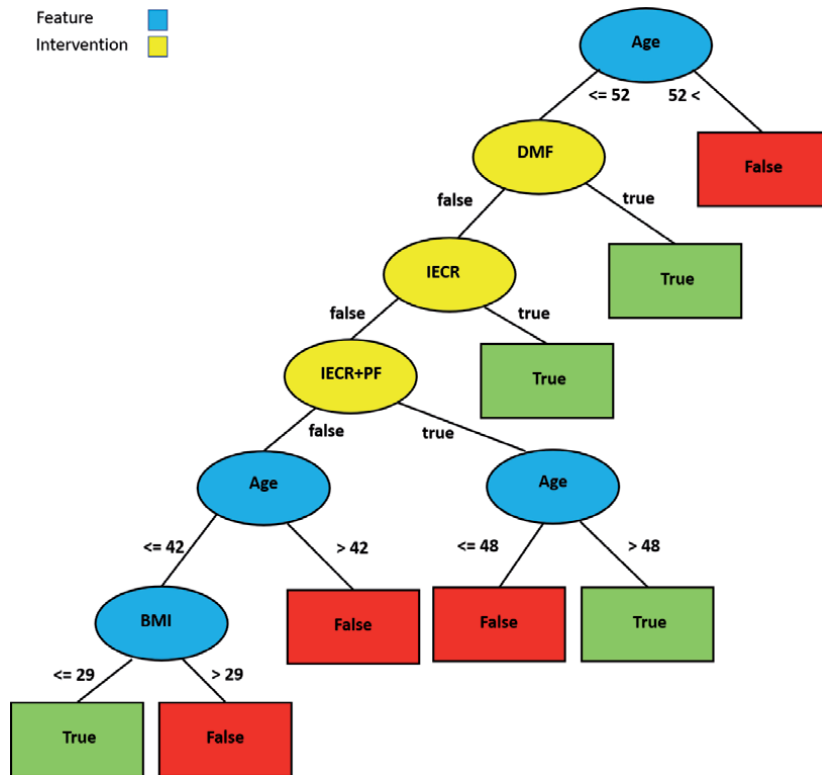 Feature
Intervention
Age
<= 52
52 <
DMF
False
false
true
IECR
True
false
true
IECR+PF
True
false
true
Age
Age
<= 42
> 42
<= 48
> 48
BMI
False
False
True
<= 29
> 29
True
False